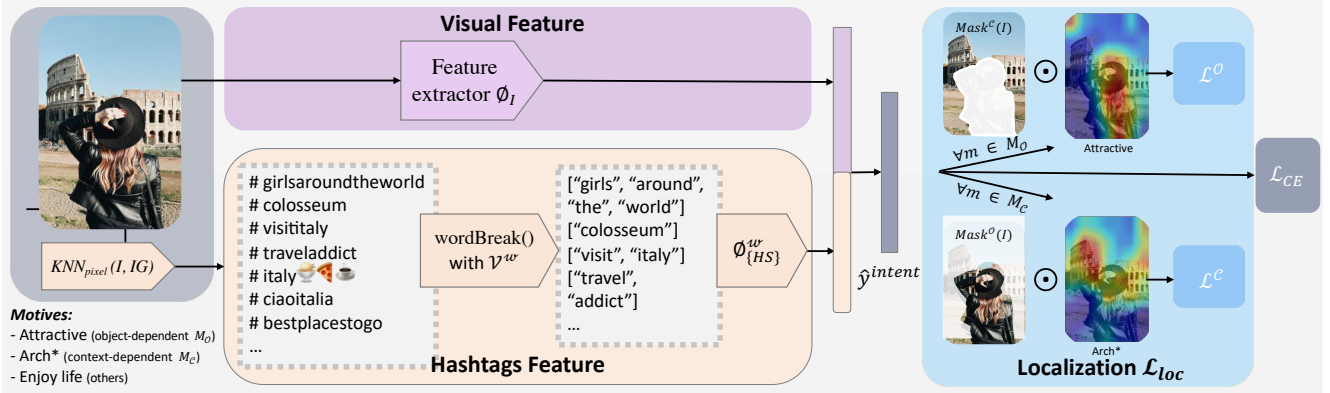 Visual Feature
Feature
extractor ∅_I
KNN_pixel(I, IG)
Motives:
- Attractive (object-dependent M_O)
- Arch* (context-dependent M_C)
- Enjoy life (others)
# girlsaroundtheworld
# colosseum
# visititaly
# traveladdict
# italy🍨🍕☕
# ciaoitalia
# bestplacestogo
...
wordBreak()
with 𝒱^w
["girls", "around",
"the", "world"]
["colosseum"]
["visit", "italy"]
["travel",
"addict"]
...
∅^w_{HS}
Hashtags Feature
ŷ^intent
Mask^C(I)
⊙
Attractive
ℒ^O
∀m ∈ M_O
ℒ_CE
∀m ∈ M_C
Mask^O(I)
⊙
Arch*
ℒ^C
Localization ℒ_loc